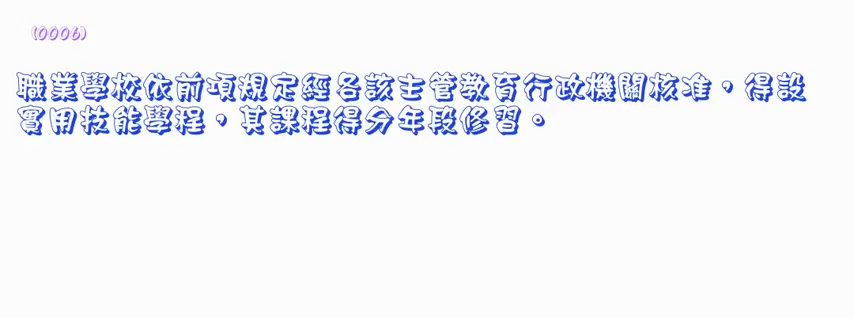 (0006)
職業學校依前項規定經各該主管教育行政機關核准，得設
實用技能學程，其課程得分年段修習。